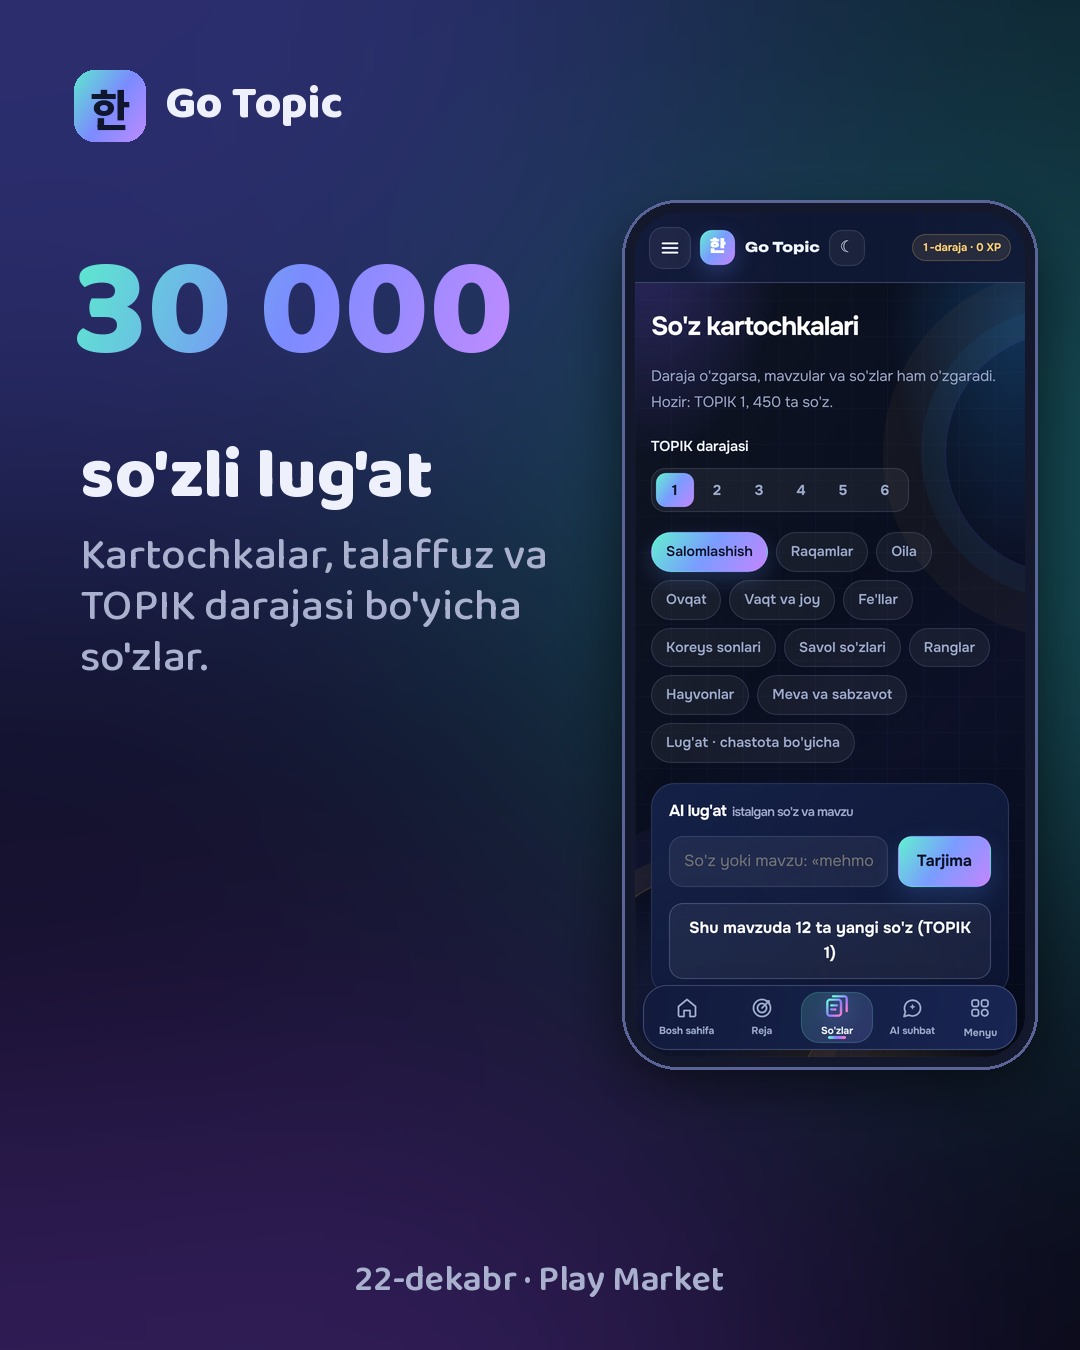 한 Go Topic
30 000
so'zli lug'at
Kartochkalar, talaffuz va
TOPIK darajasi bo'yicha
so'zlar.
한 Go Topic 1-daraja · 0 XP
So'z kartochkalari
Daraja o'zgarsa, mavzular va so'zlar ham o'zgaradi.
Hozir: TOPIK 1, 450 ta so'z.
TOPIK darajasi
1 2 3 4 5 6
Salomlashish Raqamlar Oila
Ovqat Vaqt va joy Fe'llar
Koreys sonlari Savol so'zlari Ranglar
Hayvonlar Meva va sabzavot
Lug'at · chastota bo'yicha
AI lug'at istalgan so'z va mavzu
So'z yoki mavzu: «mehmo Tarjima
Shu mavzuda 12 ta yangi so'z (TOPIK
1)
Bosh sahifa Reja So'zlar AI suhbat Menyu
22-dekabr · Play Market